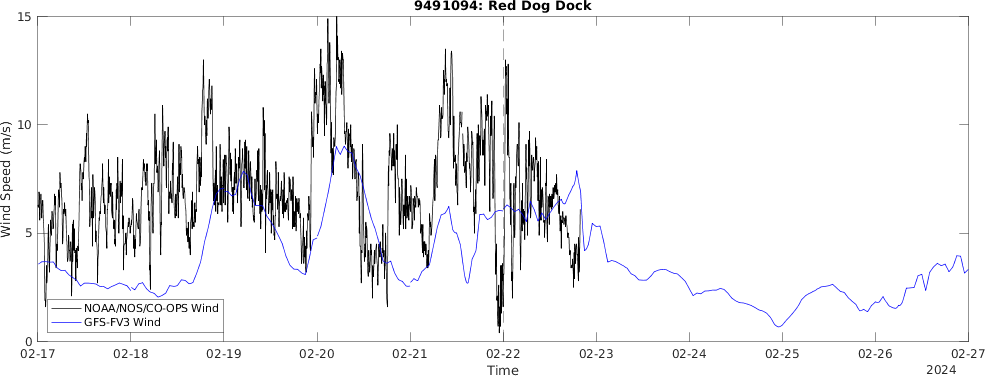 9491094: Red Dog Dock
15
10
5
0
Wind Speed (m/s)
NOAA/NOS/CO-OPS Wind
GFS-FV3 Wind
02-17 02-18 02-19 02-20 02-21 02-22 02-23 02-24 02-25 02-26 02-27
Time
2024